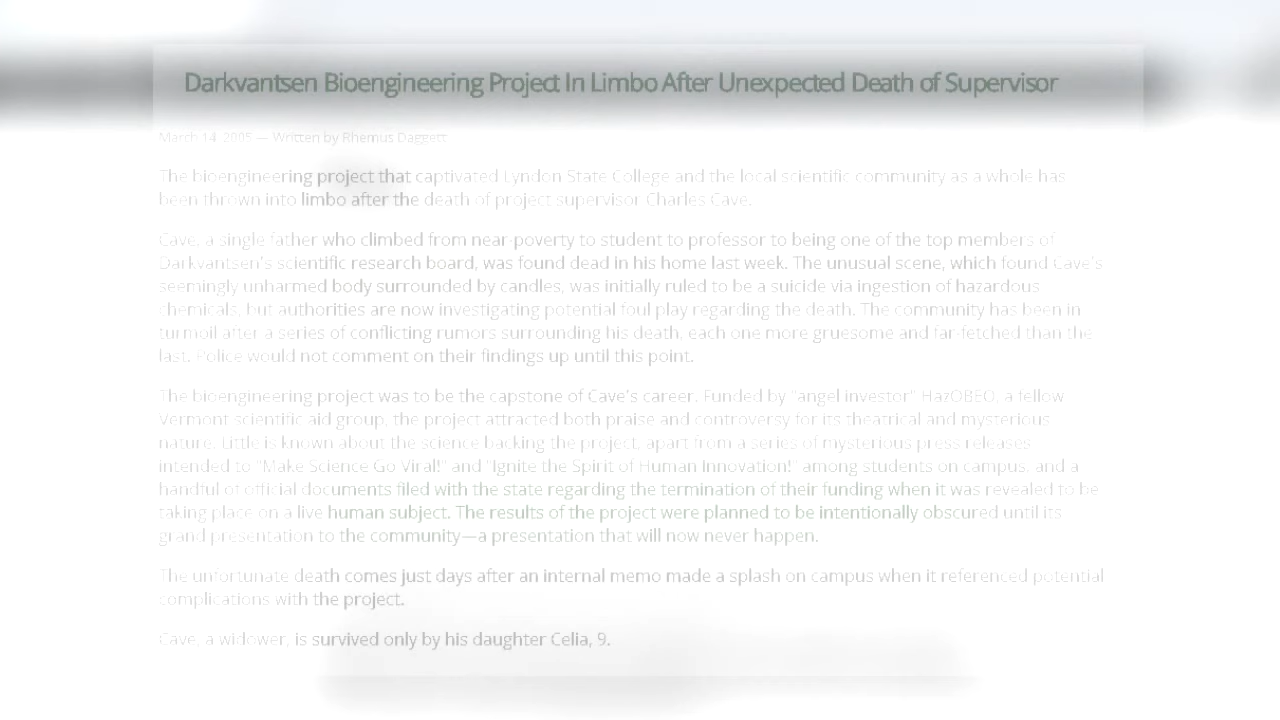 Darkvantsen Bioengineering Project In Limbo After Unexpected Death of Supervisor
March 14, 2005 — Written by Rhemus Daggett
The bioengineering project that captivated Lyndon State College and the local scientific community as a whole has
been thrown into limbo after the death of project supervisor Charles Cave.
Cave, a single father who climbed from near-poverty to student to professor to being one of the top members of
Darkvantsen's scientific research board, was found dead in his home last week. The unusual scene, which found Cave's
seemingly unharmed body surrounded by candles, was initially ruled to be a suicide via ingestion of hazardous
chemicals, but authorities are now investigating potential foul play regarding the death. The community has been in
turmoil after a series of conflicting rumors surrounding his death, each one more gruesome and far-fetched than the
last. Police would not comment on their findings up until this point.
The bioengineering project was to be the capstone of Cave's career. Funded by "angel investor" HazOBEO, a fellow
Vermont scientific aid group, the project attracted both praise and controversy for its theatrical and mysterious
nature. Little is known about the science backing the project, apart from a series of mysterious press releases
intended to "Make Science Go Viral!" and "Ignite the Spirit of Human Innovation!" among students on campus, and a
handful of official documents filed with the state regarding the termination of their funding when it was revealed to be
taking place on a live human subject. The results of the project were planned to be intentionally obscured until its
grand presentation to the community—a presentation that will now never happen.
The unfortunate death comes just days after an internal memo made a splash on campus when it referenced potential
complications with the project.
Cave, a widower, is survived only by his daughter Celia, 9.